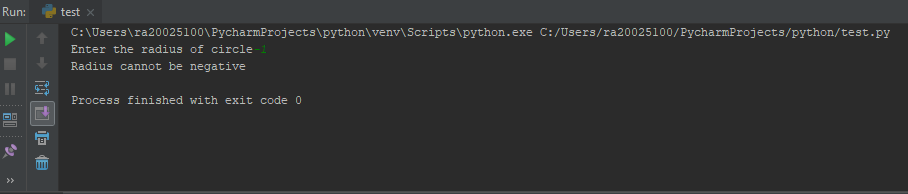 Run: test ×
C:\Users\ra20025100\PycharmProjects\python\venv\Scripts\python.exe C:/Users/ra20025100/PycharmProjects/python/test.py
Enter the radius of circle-1
Radius cannot be negative
Process finished with exit code 0